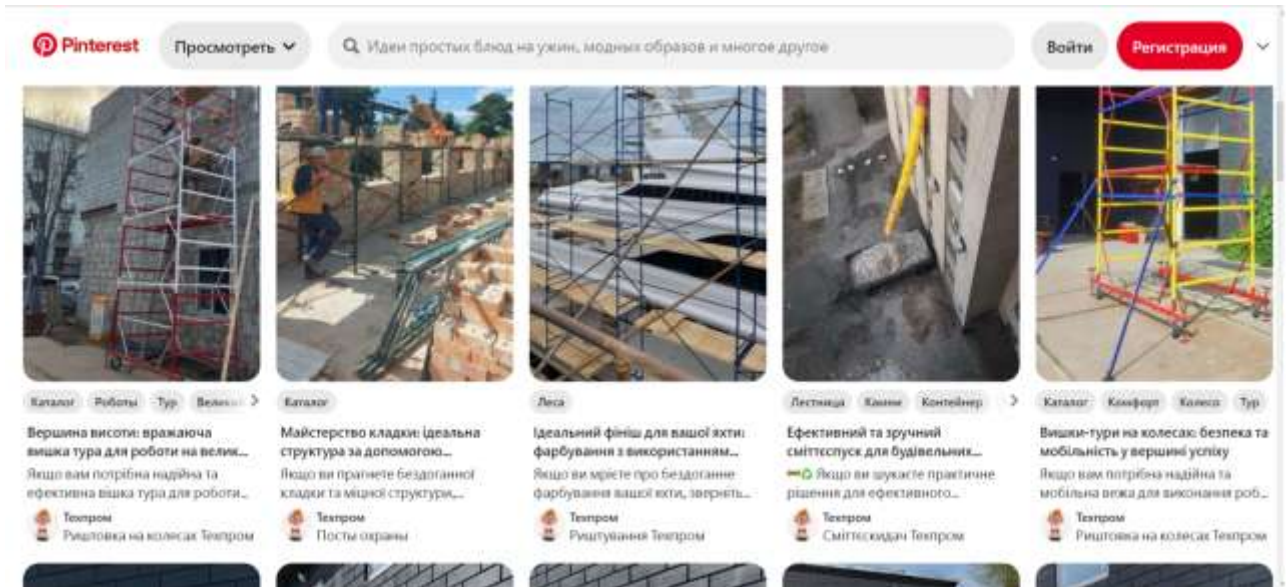 Pinterest
Просмотреть
Идеи простых блюд на ужин, модных образов и многое другое
Войти
Регистрация
Каталог Роботы Тур
Вершина висоти: вражаюча
вишка тура для роботи на велик...
Якщо вам потрібна надійна та
ефективна вішка тура для роботи...
Техпром
Риштовка на колесах Техпром
Каталог
Майстерство кладки: ідеальна
структура за допомогою...
Якщо ви прагнете бездоганної
кладки та міцної структури,...
Техпром
Посты охраны
Леса
Ідеальний фініш для вашої яхти:
фарбування з використанням...
Якщо ви мрієте про бездоганне
фарбування вашої яхти, зверніть...
Техпром
Риштування Техпром
Лестница Камни Контейнер
Ефективний та зручний
сміттєспуск для будівельних...
Якщо ви шукаєте практичне
рішення для ефективного...
Техпром
Сміттєскидач Техпром
Каталог Комфорт Колеса Тур
Вишки-тури на колесах: безпека та
мобільність у вершині успіху
Якщо вам потрібна надійна та
мобільна вежа для виконання роб...
Техпром
Риштовка на колесах Техпром